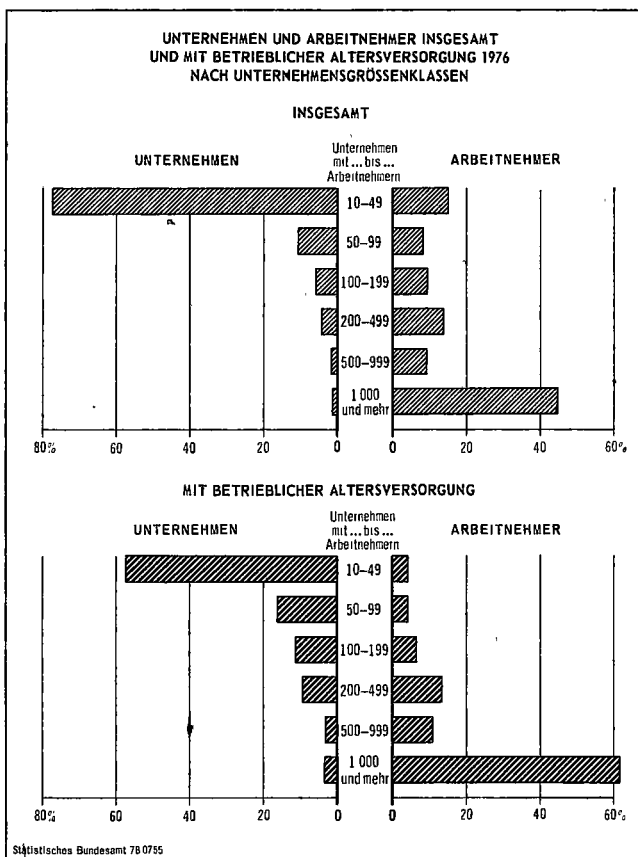 UNTERNEHMEN UND ARBEITNEHMER INSGESAMT
UND MIT BETRIEBLICHER ALTERSVERSORGUNG 1976
NACH UNTERNEHMENSGRÖSSENKLASSEN
INSGESAMT
UNTERNEHMEN
Unternehmen
mit ... bis ...
Arbeitnehmern
ARBEITNEHMER
10–49
50–99
100–199
200–499
500–999
1 000
und mehr
80% 60 40 20 0 0 20 40 60%
MIT BETRIEBLICHER ALTERSVERSORGUNG
UNTERNEHMEN
Unternehmen
mit ... bis ...
Arbeitnehmern
ARBEITNEHMER
10–49
50–99
100–199
200–499
500–999
1 000
und mehr
80% 60 40 20 0 0 20 40 60%
Statistisches Bundesamt 78 0755